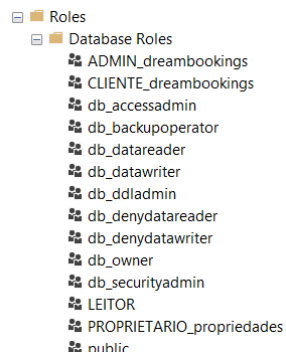 Roles
Database Roles
ADMIN_dreambookings
CLIENTE_dreambookings
db_accessadmin
db_backupoperator
db_datareader
db_datawriter
db_ddladmin
db_denydatareader
db_denydatawriter
db_owner
db_securityadmin
LEITOR
PROPRIETARIO_propriedades
public